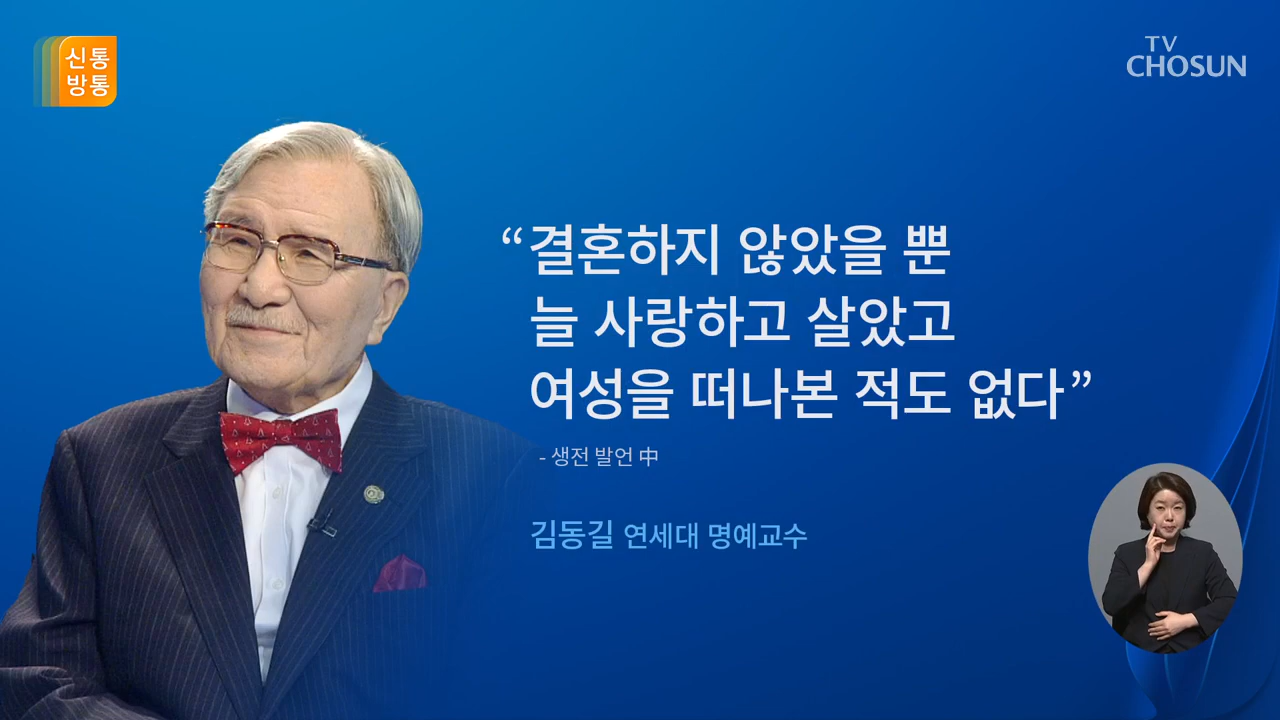 신통
방통
TV
CHOSUN
“결혼하지 않았을 뿐
늘 사랑하고 살았고
여성을 떠나본 적도 없다”
- 생전 발언 中
김동길 연세대 명예교수